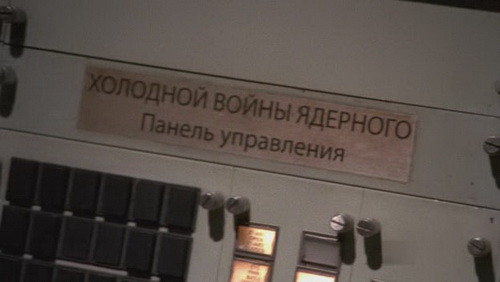 ХОЛОДНОЙ ВОЙНЫ ЯДЕРНОГО
Панель управления